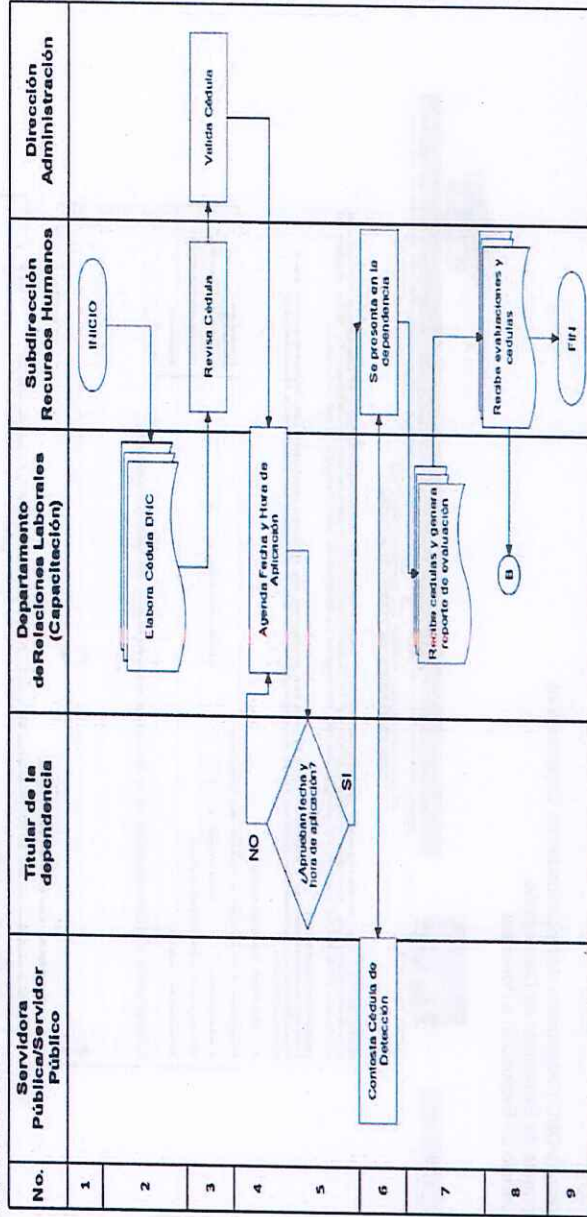 No.
Servidora
Pública/Servidor
Público
Titular de la
dependencia
Departamento
deRelaciones Laborales
(Capacitación)
Subdirección
Recursos Humanos
Dirección
Administración
1
INICIO
2
Elabora Cédula DNC
3
Revisa Cédula
Valida Cédula
4
Agenda Fecha y Hora de
Aplicación
NO
5
¿Aprueban fecha y
hora de aplicación?
SI
6
Contesta Cédula de
Detección
Se presenta en la
dependencia
7
Recibe cedulas y genera
reporte de evaluación
8
B
Recaba evaluaciones y
cedulas
9
FIN